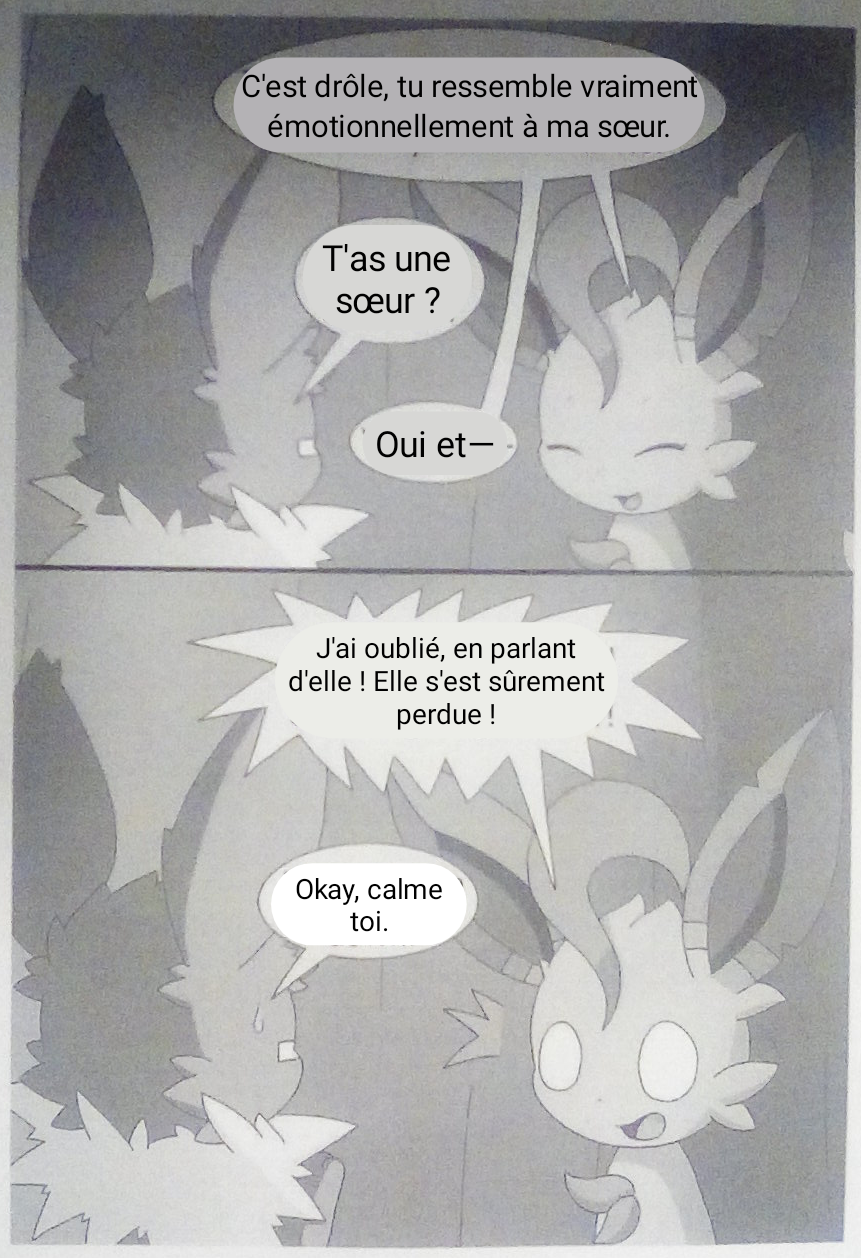 C'est drôle, tu ressemble vraiment
émotionnellement à ma sœur.
T'as une
sœur ?
Oui et—
J'ai oublié, en parlant
d'elle ! Elle s'est sûrement
perdue !
Okay, calme
toi.